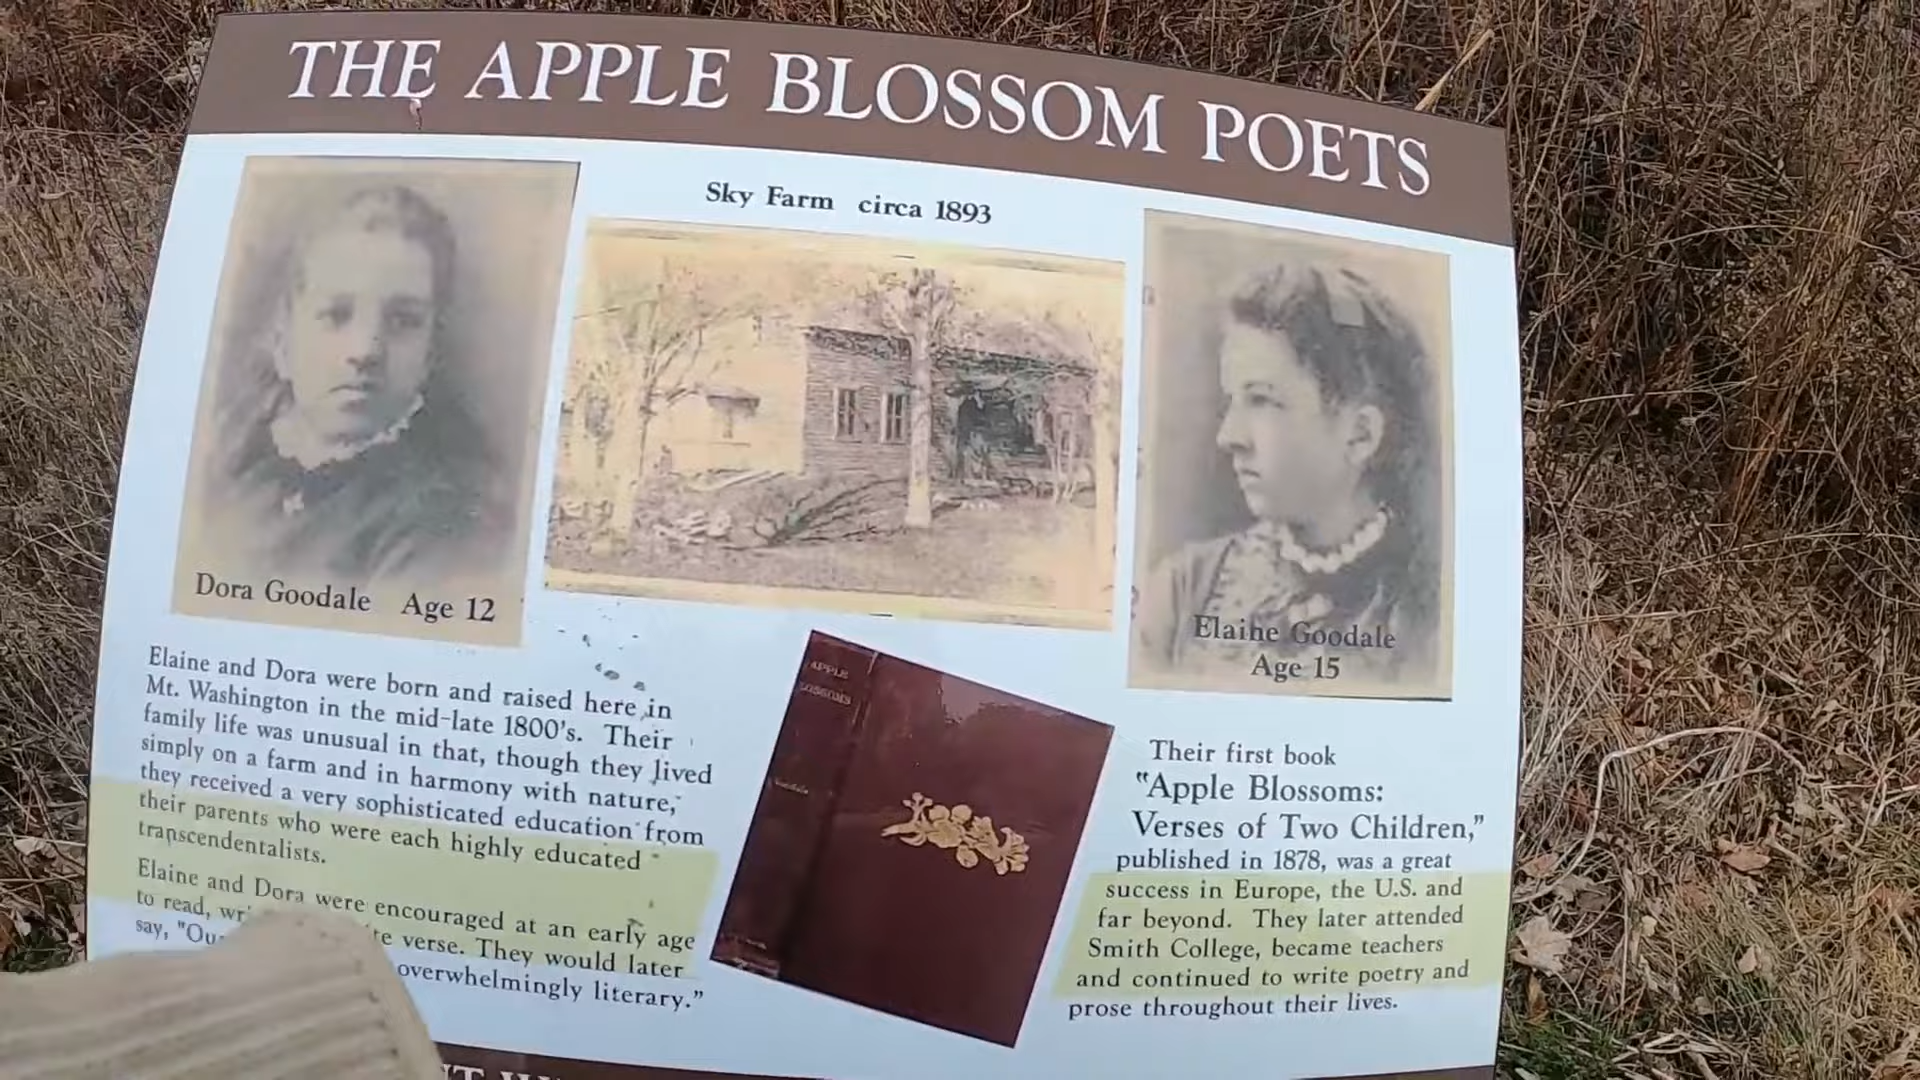 THE APPLE BLOSSOM POETS
Sky Farm circa 1893
Dora Goodale Age 12
Elaine Goodale
Age 15
Elaine and Dora were born and raised here in
Mt. Washington in the mid-late 1800's. Their
family life was unusual in that, though they lived
simply on a farm and in harmony with nature,
they received a very sophisticated education from
their parents who were each highly educated
transcendentalists.
Elaine and Dora were encouraged at an early age
to read, verse. They would later
say, overwhelmingly literary."
APPLE
Their first book
"Apple Blossoms:
Verses of Two Children,"
published in 1878, was a great
success in Europe, the U.S. and
far beyond. They later attended
Smith College, became teachers
and continued to write poetry and
prose throughout their lives.